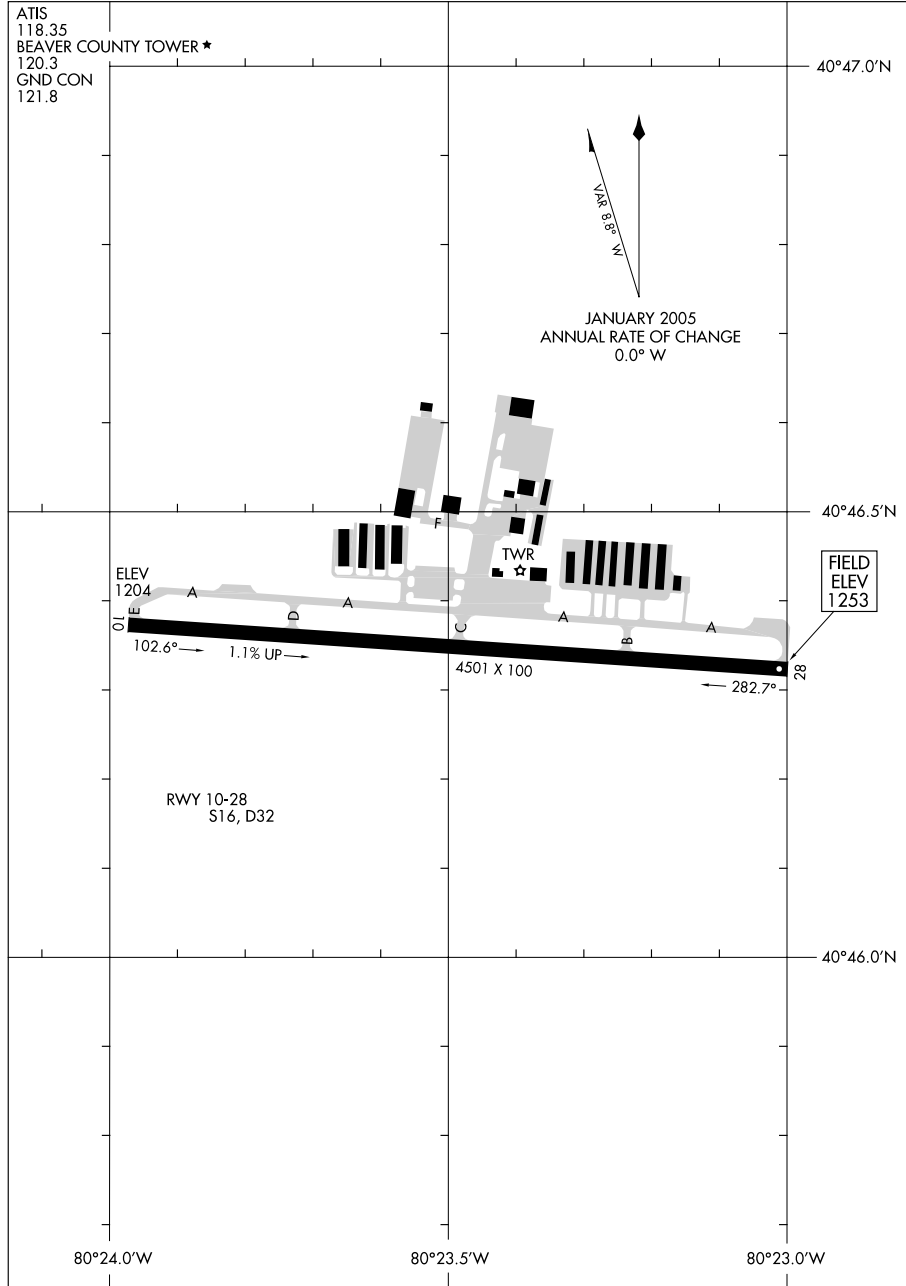 ATIS
118.35
BEAVER COUNTY TOWER ★
120.3
GND CON
121.8
40°47.0'N
VAR 8.8° W
JANUARY 2005
ANNUAL RATE OF CHANGE
0.0° W
40°46.5'N
F
TWR
FIELD
ELEV
1253
ELEV
1204
A
A
A
A
E
D
C
B
10
28
102.6°
1.1% UP
4501 X 100
282.7°
RWY 10-28
S16, D32
40°46.0'N
80°24.0'W
80°23.5'W
80°23.0'W